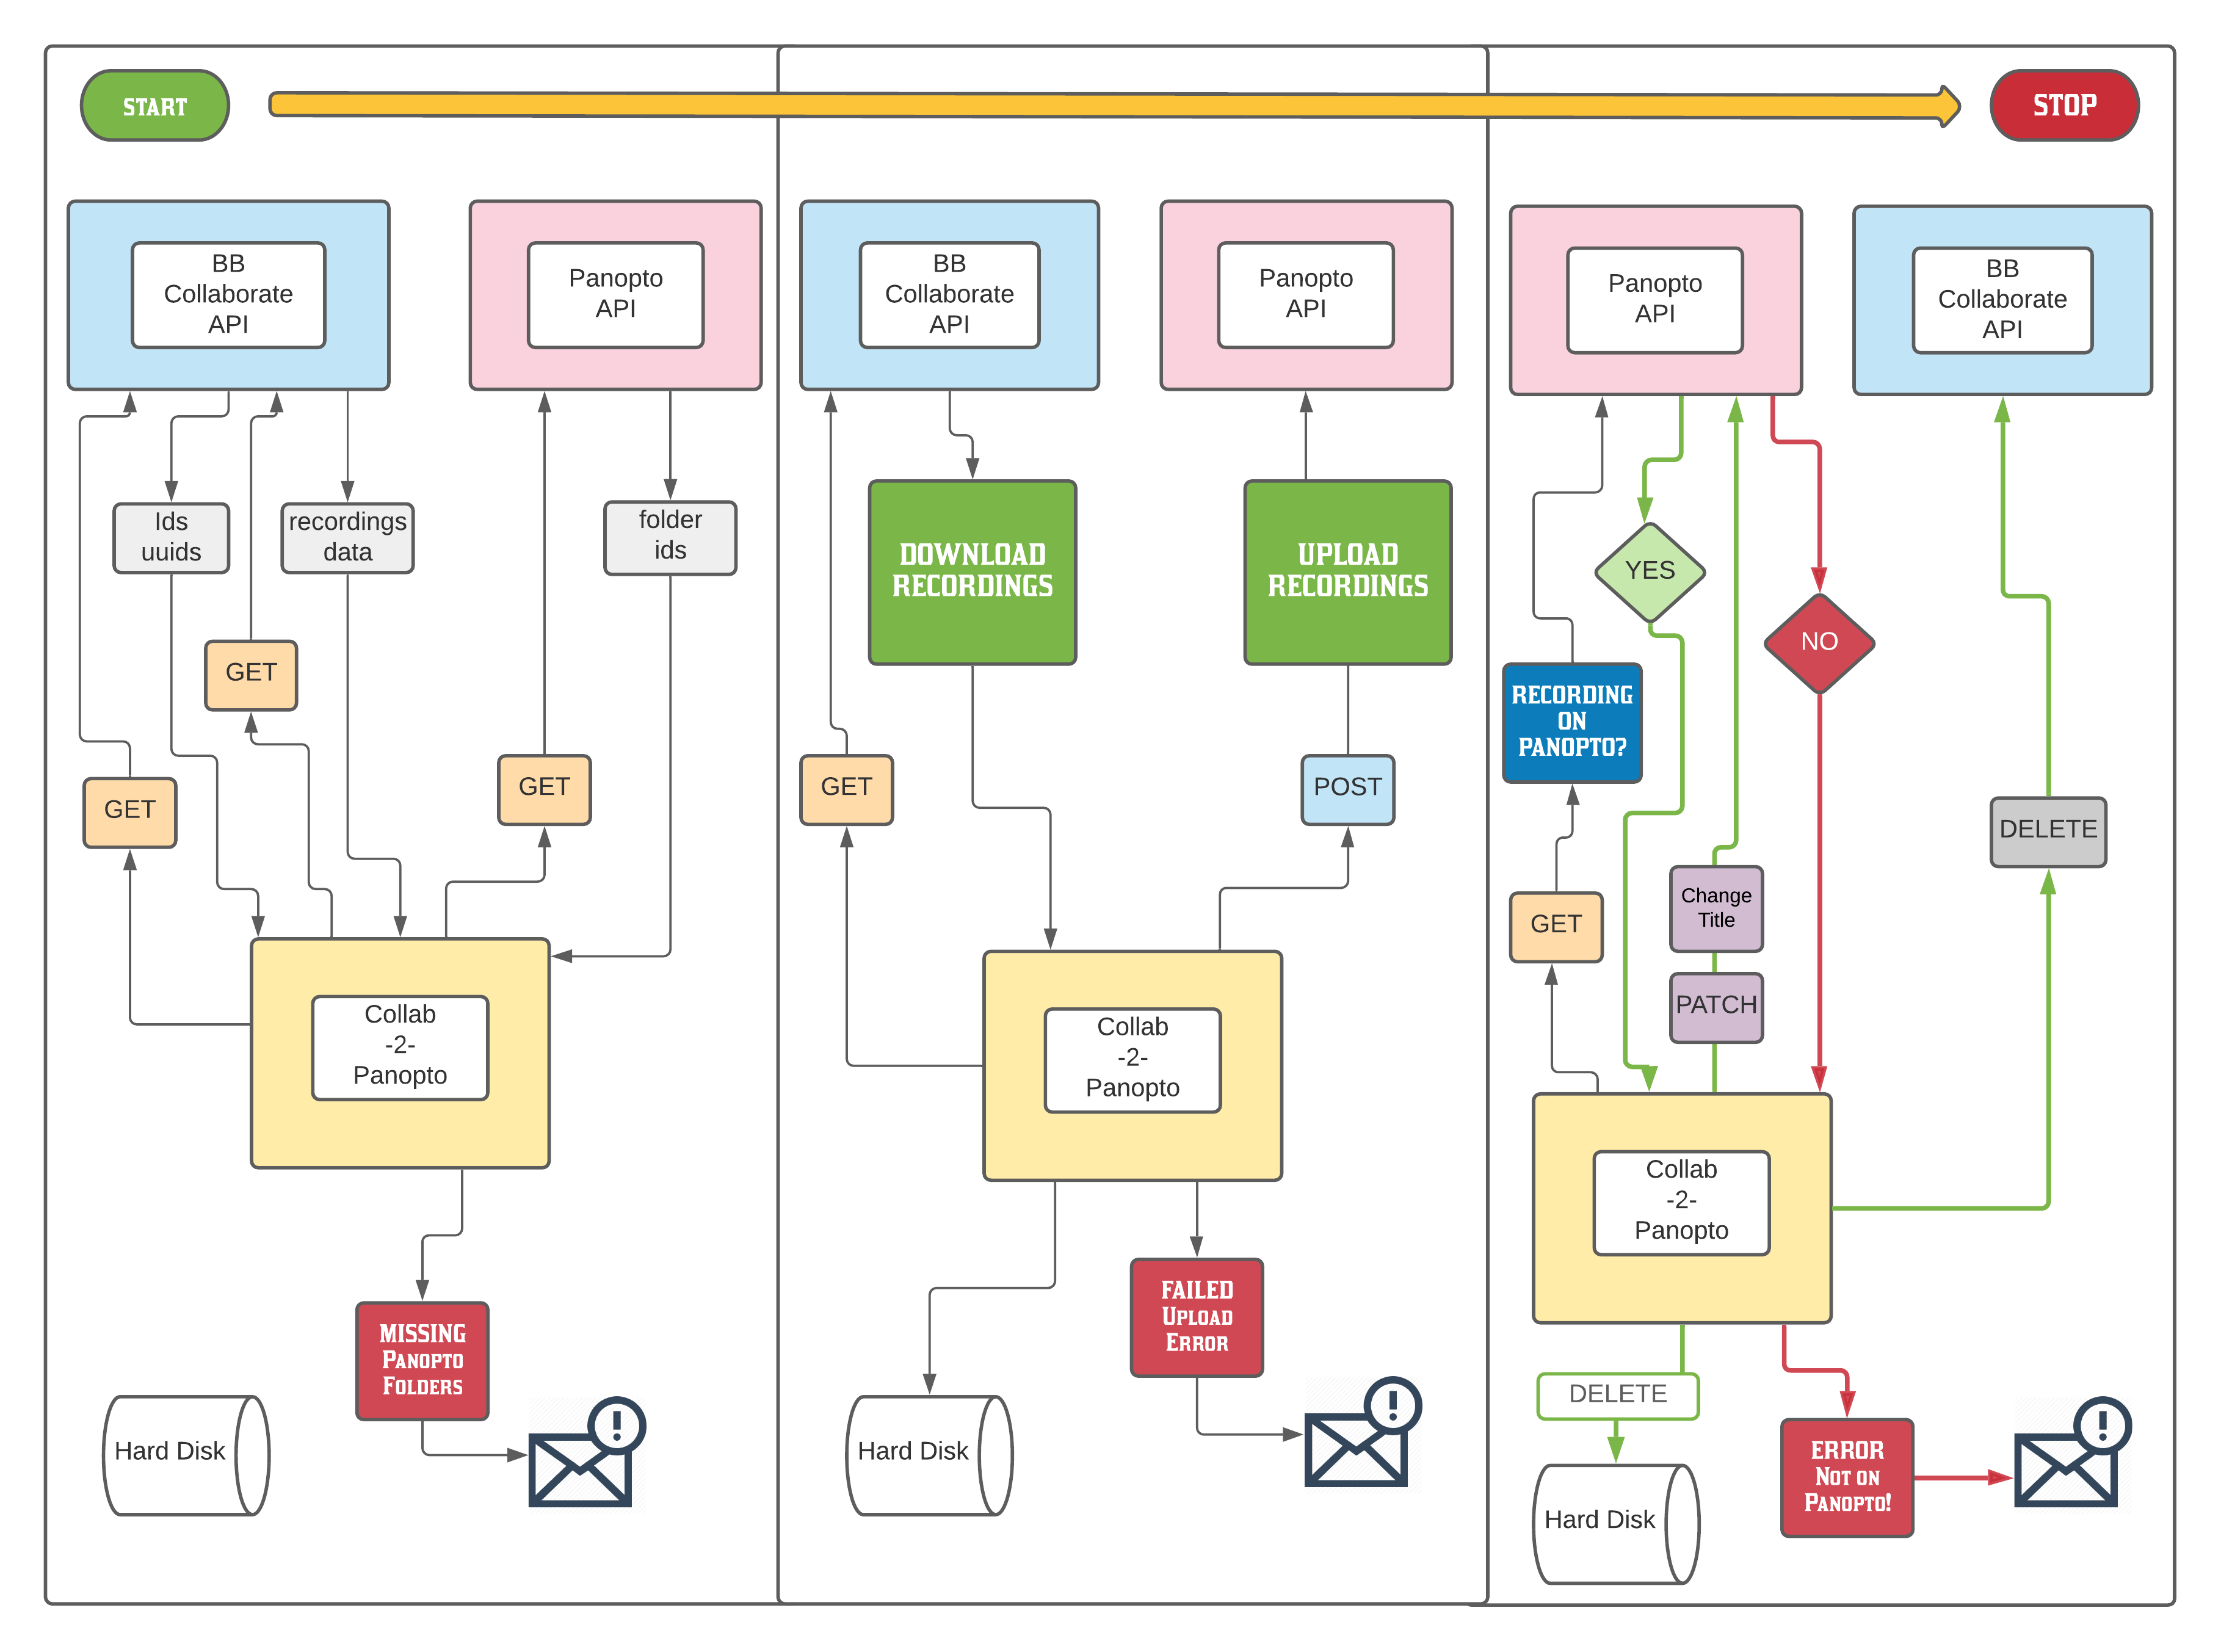 START
STOP
BB
Collaborate
API
Panopto
API
Ids
uuids
recordings
data
folder
ids
GET
GET
GET
Collab
-2-
Panopto
MISSING
Panopto
Folders
Hard Disk
!
BB
Collaborate
API
Panopto
API
DOWNLOAD
RECORDINGS
UPLOAD
RECORDINGS
GET
POST
Collab
-2-
Panopto
FAILED
Upload
Error
Hard Disk
!
Panopto
API
BB
Collaborate
API
YES
NO
RECORDING
ON
PANOPTO?
DELETE
Change
Title
GET
PATCH
Collab
-2-
Panopto
DELETE
ERROR
Not on
Panopto!
Hard Disk
!